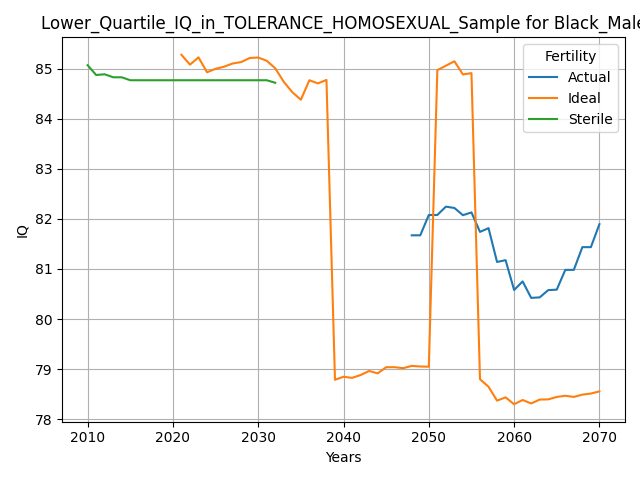 Lower_Quartile_IQ_in_TOLERANCE_HOMOSEXUAL_Sample for Black_Male
Fertility
Actual
Ideal
Sterile
85
84
83
82
81
80
79
78
IQ
2010 2020 2030 2040 2050 2060 2070
Years